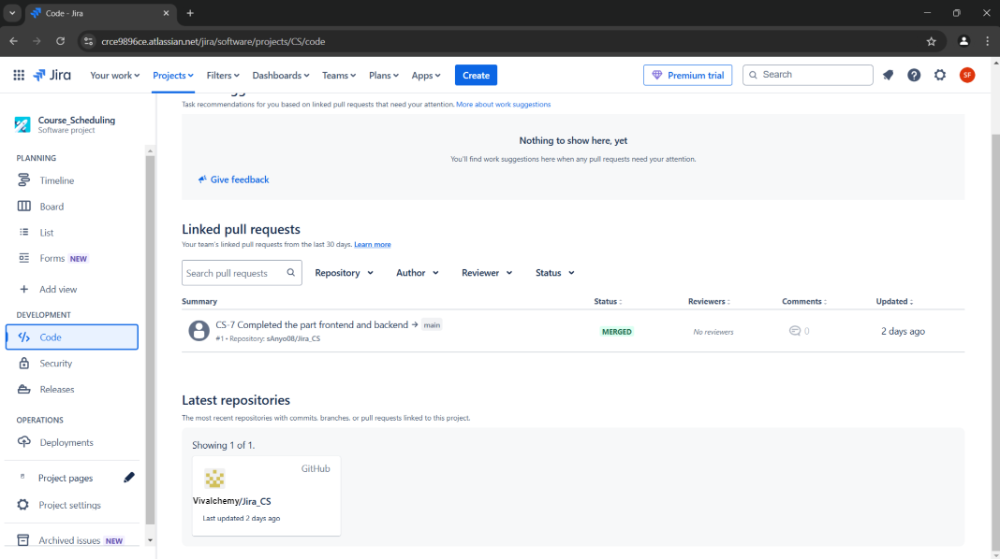 Code - Jira
crce9896ce.atlassian.net/jira/software/projects/CS/code
Jira
Your work
Projects
Filters
Dashboards
Teams
Plans
Apps
Create
Premium trial
Search
SF
Course_Scheduling
Software project
PLANNING
Timeline
Board
List
Forms NEW
Add view
DEVELOPMENT
Code
Security
Releases
OPERATIONS
Deployments
Project pages
Project settings
Archived issues NEW
Task recommendations for you based on linked pull requests that need your attention. More about work suggestions
Nothing to show here, yet
You'll find work suggestions here when any pull requests need your attention.
Give feedback
Linked pull requests
Your team's linked pull requests from the last 30 days. Learn more
Search pull requests
Repository
Author
Reviewer
Status
Summary
Status
Reviewers
Comments
Updated
CS-7 Completed the part frontend and backend → main
#1 • Repository: sAnyo08/Jira_CS
MERGED
No reviewers
0
2 days ago
Latest repositories
The most recent repositories with commits, branches, or pull requests linked to this project.
Showing 1 of 1.
GitHub
Vivalchemy/Jira_CS
Last updated 2 days ago